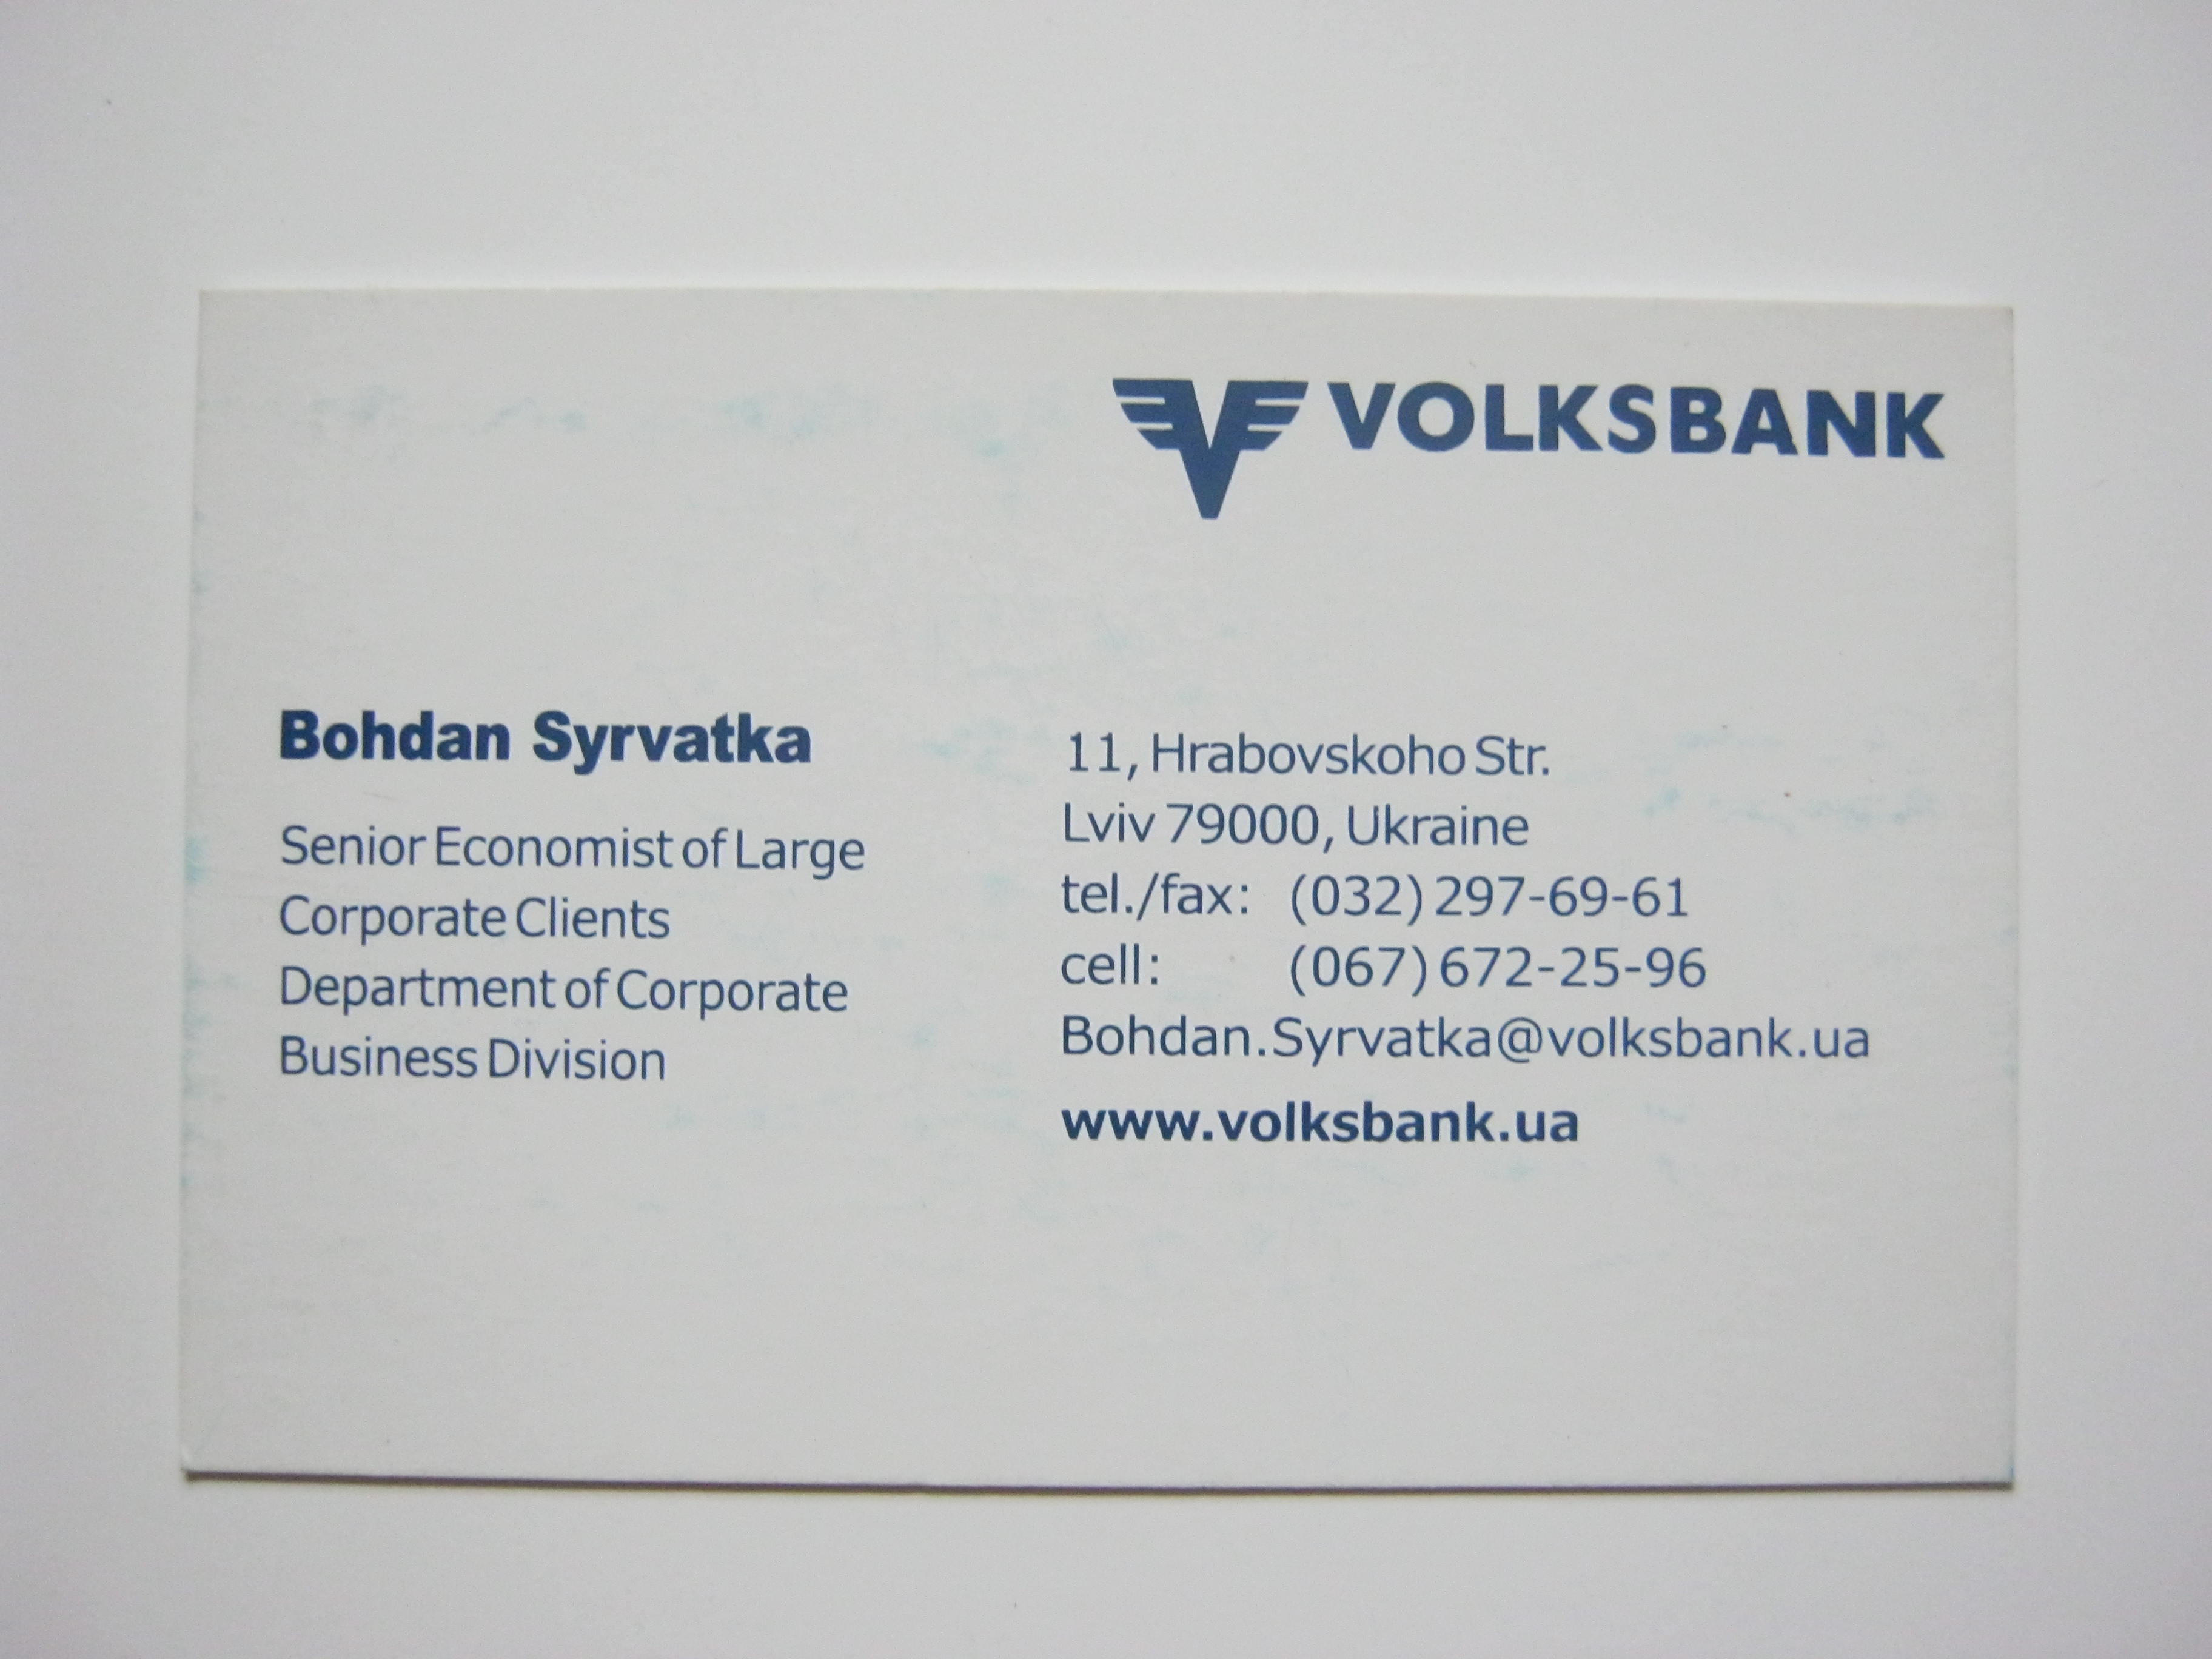 VOLKSBANK
Bohdan Syrvatka
Senior Economist of Large
Corporate Clients
Department of Corporate
Business Division
11, Hrabovskoho Str.
Lviv 79000, Ukraine
tel./fax: (032) 297-69-61
cell: (067) 672-25-96
Bohdan.Syrvatka@volksbank.ua
www.volksbank.ua